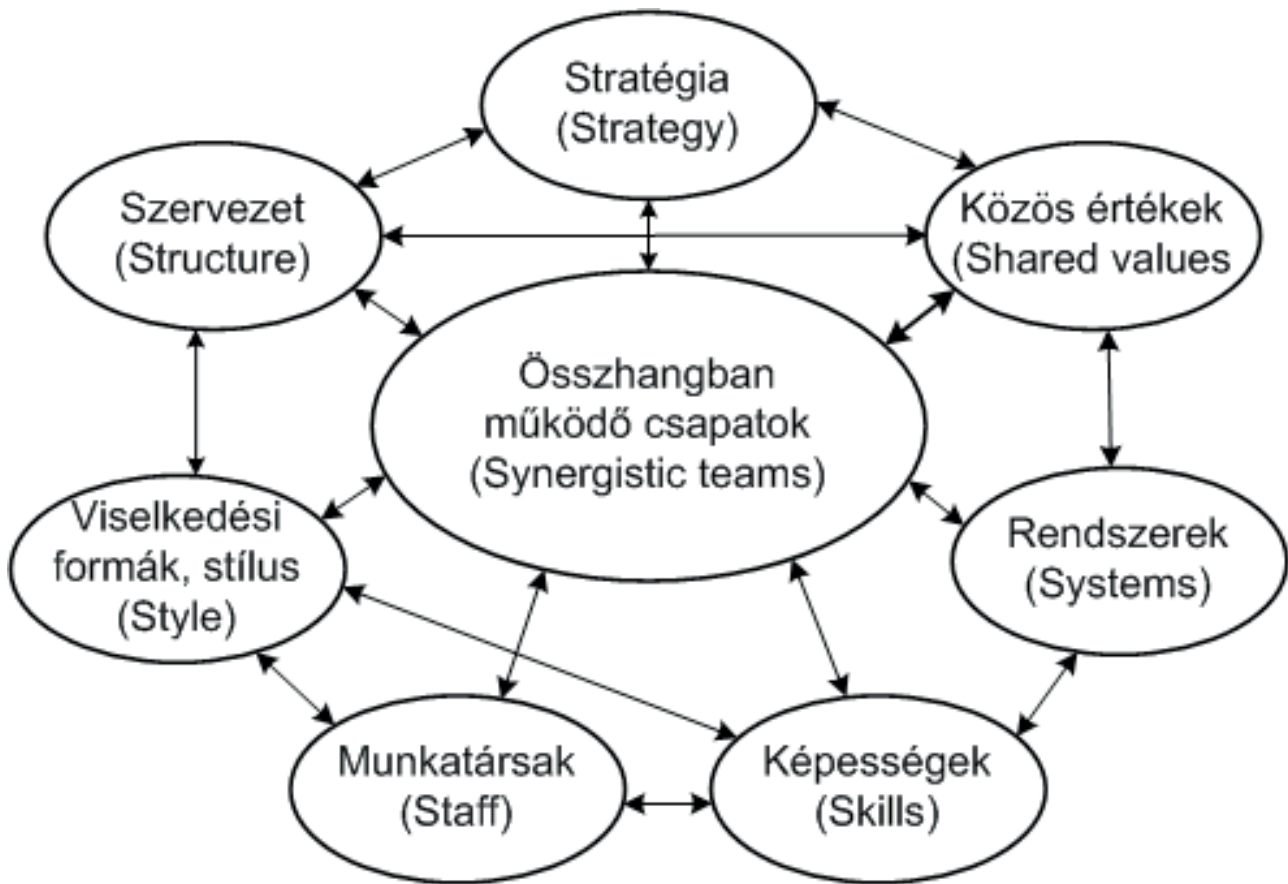 Stratégia
(Strategy)
Szervezet
(Structure)
Közös értékek
(Shared values
Összhangban
működő csapatok
(Synergistic teams)
Viselkedési
formák, stílus
(Style)
Rendszerek
(Systems)
Munkatársak
(Staff)
Képességek
(Skills)